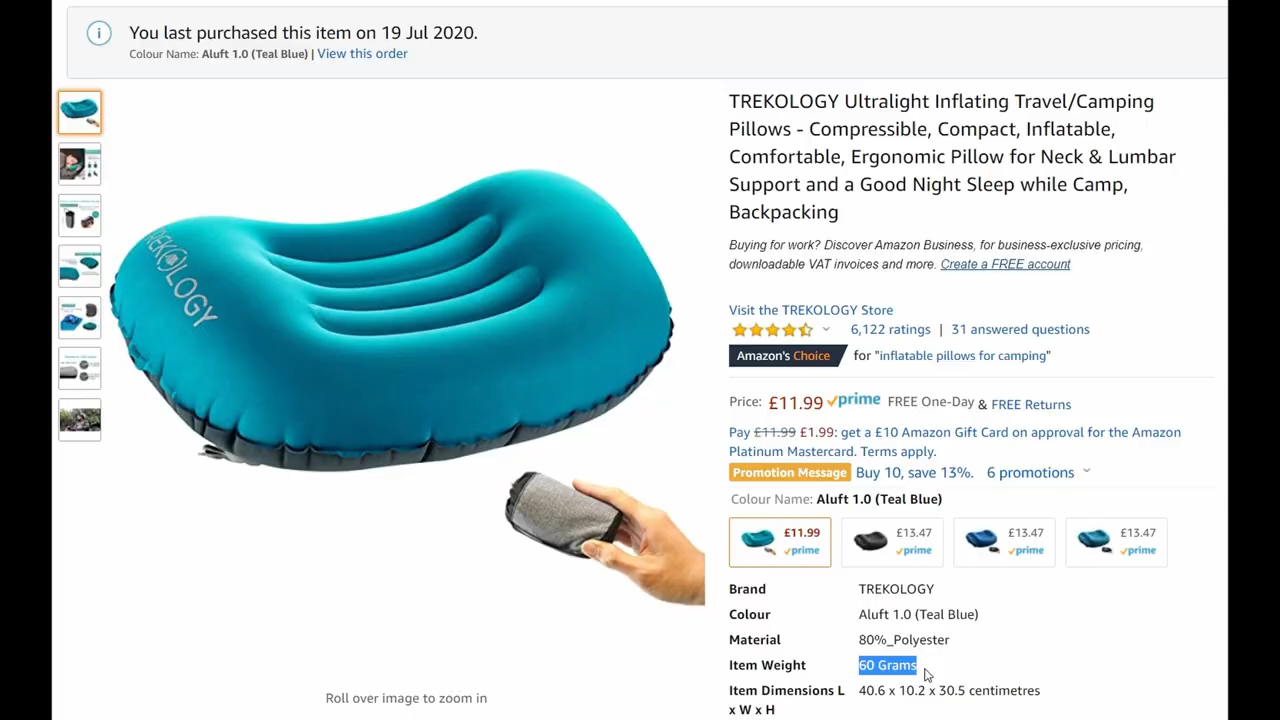 You last purchased this item on 19 Jul 2020.
Colour Name: Aluft 1.0 (Teal Blue) | View this order
TREKOLOGY Ultralight Inflating Travel/Camping
Pillows - Compressible, Compact, Inflatable,
Comfortable, Ergonomic Pillow for Neck & Lumbar
Support and a Good Night Sleep while Camp,
Backpacking
Buying for work? Discover Amazon Business, for business-exclusive pricing,
downloadable VAT invoices and more. Create a FREE account
Visit the TREKOLOGY Store
6,122 ratings | 31 answered questions
Amazon's Choice for "inflatable pillows for camping"
Price: £11.99 prime FREE One-Day & FREE Returns
Pay £11.99 £1.99: get a £10 Amazon Gift Card on approval for the Amazon
Platinum Mastercard. Terms apply.
Promotion Message Buy 10, save 13%. 6 promotions
Colour Name: Aluft 1.0 (Teal Blue)
£11.99 £13.47 £13.47 £13.47
prime prime prime prime
Brand TREKOLOGY
Colour Aluft 1.0 (Teal Blue)
Material 80%_Polyester
Item Weight 60 Grams
Item Dimensions L 40.6 x 10.2 x 30.5 centimetres
x W x H
TREKOLOGY
Roll over image to zoom in